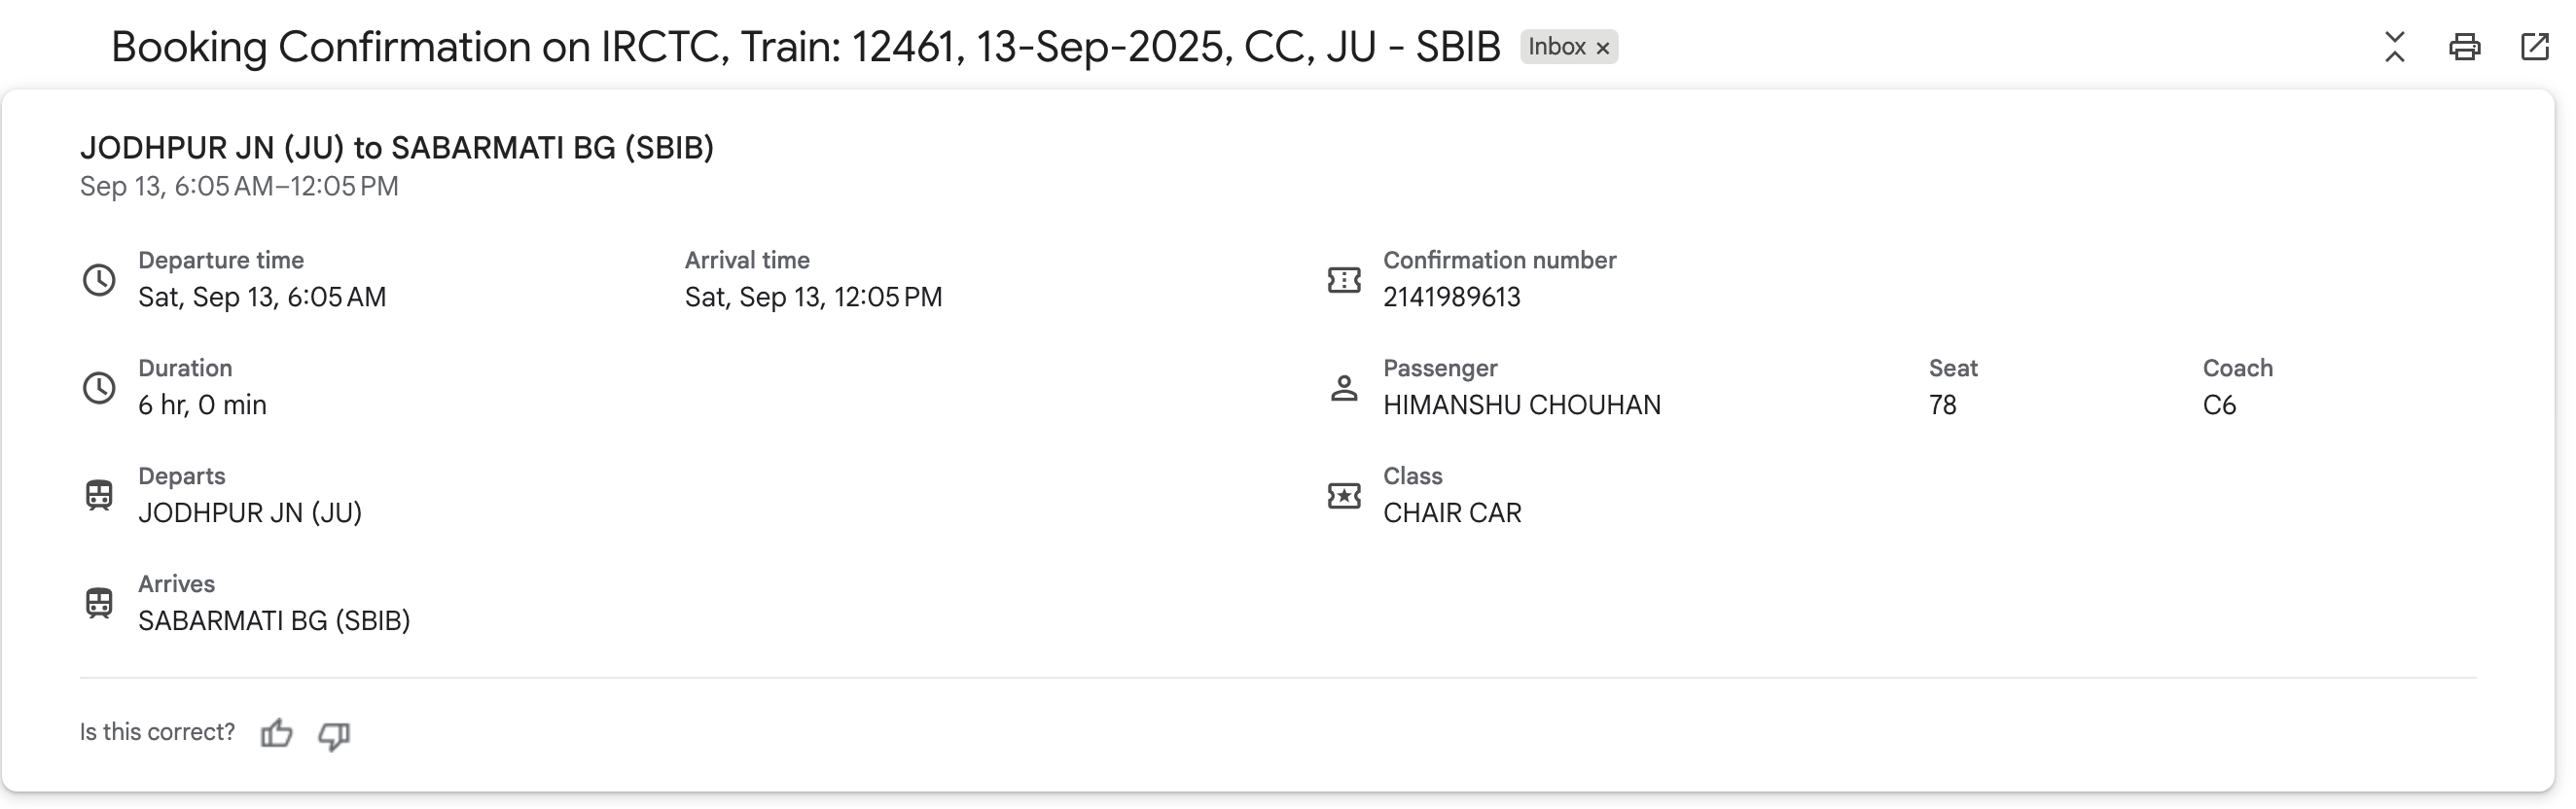 Booking Confirmation on IRCTC, Train: 12461, 13-Sep-2025, CC, JU - SBIB Inbox ×
JODHPUR JN (JU) to SABARMATI BG (SBIB)
Sep 13, 6:05 AM–12:05 PM
Departure time
Sat, Sep 13, 6:05 AM
Arrival time
Sat, Sep 13, 12:05 PM
Duration
6 hr, 0 min
Departs
JODHPUR JN (JU)
Arrives
SABARMATI BG (SBIB)
Confirmation number
2141989613
Passenger
HIMANSHU CHOUHAN
Seat
78
Coach
C6
Class
CHAIR CAR
Is this correct?